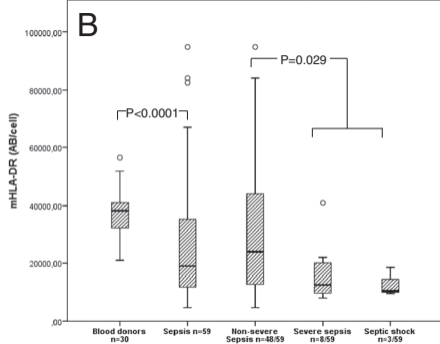 B
100000,00
80000,00
60000,00
40000,00
20000,00
,00
mHLA-DR (AB/cell)
P<0.0001
P=0.029
Blood donors
n=30
Sepsis n=59
Non-severe
Sepsis n=48/59
Severe sepsis
n=8/59
Septic shock
n=3/59